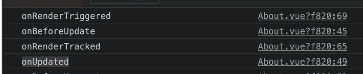 onRenderTriggered About.vue?f820:69
onBeforeUpdate About.vue?f820:45
onRenderTracked About.vue?f820:65
onUpdated About.vue?f820:49